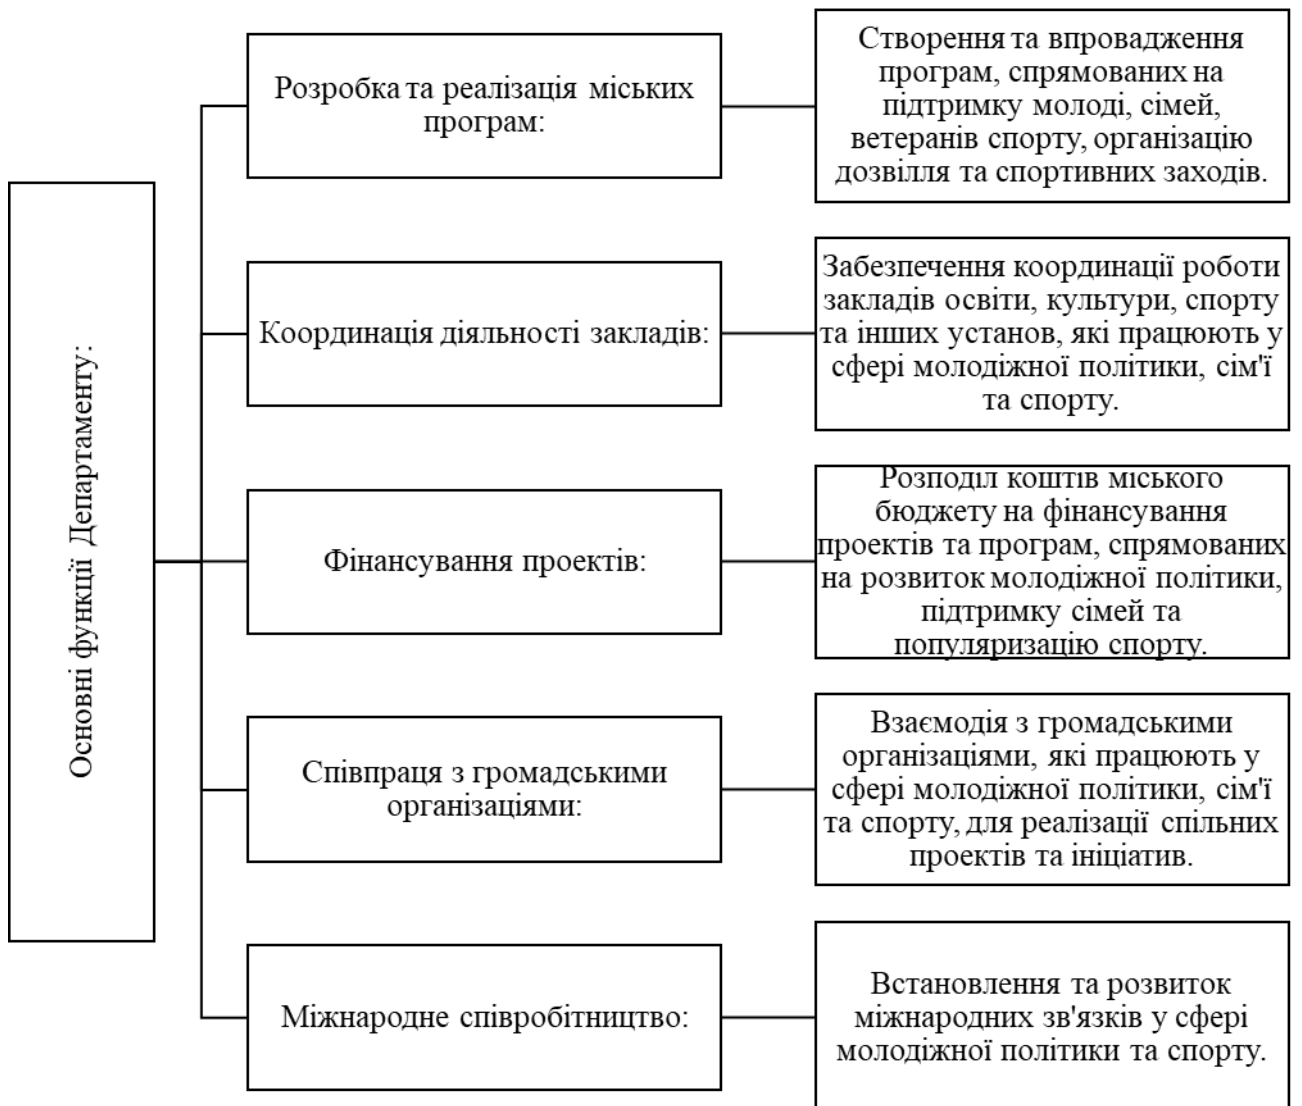 Основні функції Департаменту:
Розробка та реалізація міських
програм:
Створення та впровадження
програм, спрямованих на
підтримку молоді, сімей,
ветеранів спорту, організацію
дозвілля та спортивних заходів.
Координація діяльності закладів:
Забезпечення координації роботи
закладів освіти, культури, спорту
та інших установ, які працюють у
сфері молодіжної політики, сім'ї
та спорту.
Фінансування проектів:
Розподіл коштів міського
бюджету на фінансування
проектів та програм, спрямованих
на розвиток молодіжної політики,
підтримку сімей та
популяризацію спорту.
Співпраця з громадськими
організаціями:
Взаємодія з громадськими
організаціями, які працюють у
сфері молодіжної політики, сім'ї
та спорту, для реалізації спільних
проектів та ініціатив.
Міжнародне співробітництво:
Встановлення та розвиток
міжнародних зв'язків у сфері
молодіжної політики та спорту.